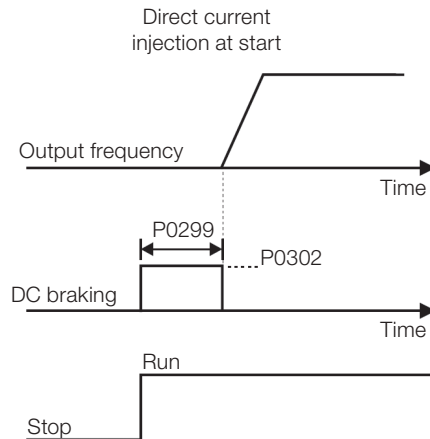 Direct current
injection at start
Output frequency
Time
P0299
P0302
DC braking
Time
Run
Stop